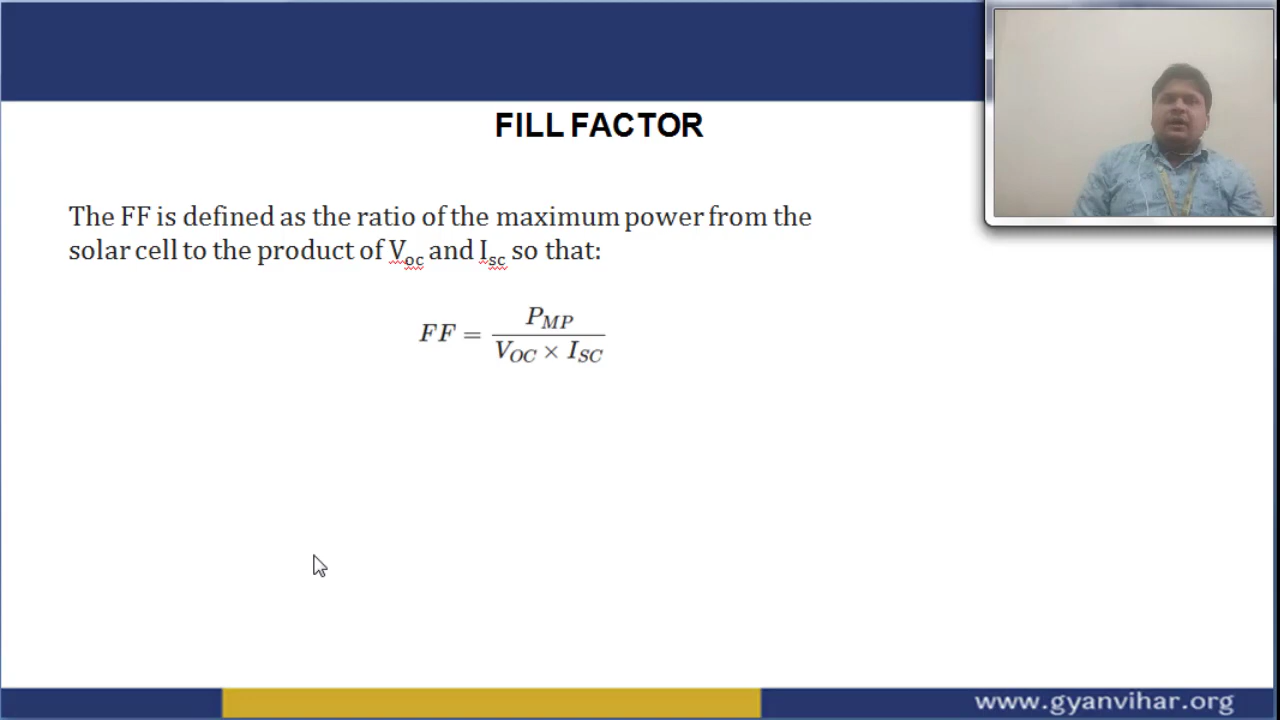 FILL FACTOR
The FF is defined as the ratio of the maximum power from the
solar cell to the product of Voc and Isc so that:
FF = PMP / (VOC × ISC)
www.gyanvihar.org